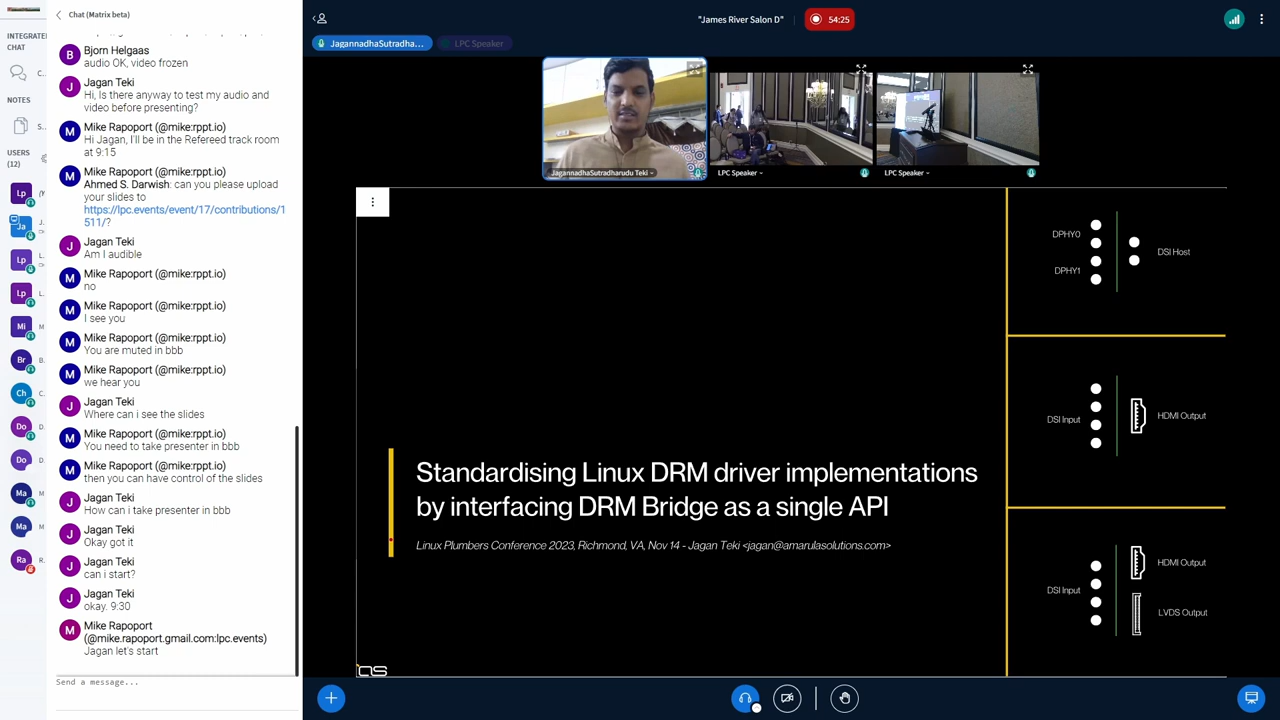 Chat (Matrix beta)
INTEGRATE
CHAT
C...
NOTES
S...
USERS
(12)
Bjorn Helgaas
audio OK, video frozen
Jagan Teki
Hi, Is there anyway to test my audio and
video before presenting?
Mike Rapoport (@mike:rppt.io)
Hi Jagan, I'll be in the Refereed track room
at 9:15
Mike Rapoport (@mike:rppt.io)
Ahmed S. Darwish: can you please upload
your slides to
https://lpc.events/event/17/contributions/1
511/?
Jagan Teki
Am I audible
Mike Rapoport (@mike:rppt.io)
no
Mike Rapoport (@mike:rppt.io)
I see you
Mike Rapoport (@mike:rppt.io)
You are muted in bbb
Mike Rapoport (@mike:rppt.io)
we hear you
Jagan Teki
Where can i see the slides
Mike Rapoport (@mike:rppt.io)
You need to take presenter in bbb
Mike Rapoport (@mike:rppt.io)
then you can have control of the slides
Jagan Teki
How can i take presenter in bbb
Jagan Teki
Okay got it
Jagan Teki
can i start?
Jagan Teki
okay. 9:30
Mike Rapoport
(@mike.rapoport.gmail.com:lpc.events)
Jagan let's start
Send a message...
"James River Salon D"
54:25
JagannadhaSutradha...
LPC Speaker
JagannadhaSutradharudu Teki
LPC Speaker
LPC Speaker
Standardising Linux DRM driver implementations
by interfacing DRM Bridge as a single API
Linux Plumbers Conference 2023, Richmond, VA, Nov 14 - Jagan Teki <jagan@amarulasolutions.com>
DPHY0
DPHY1
DSI Host
DSI Input
HDMI Output
DSI Input
HDMI Output
LVDS Output